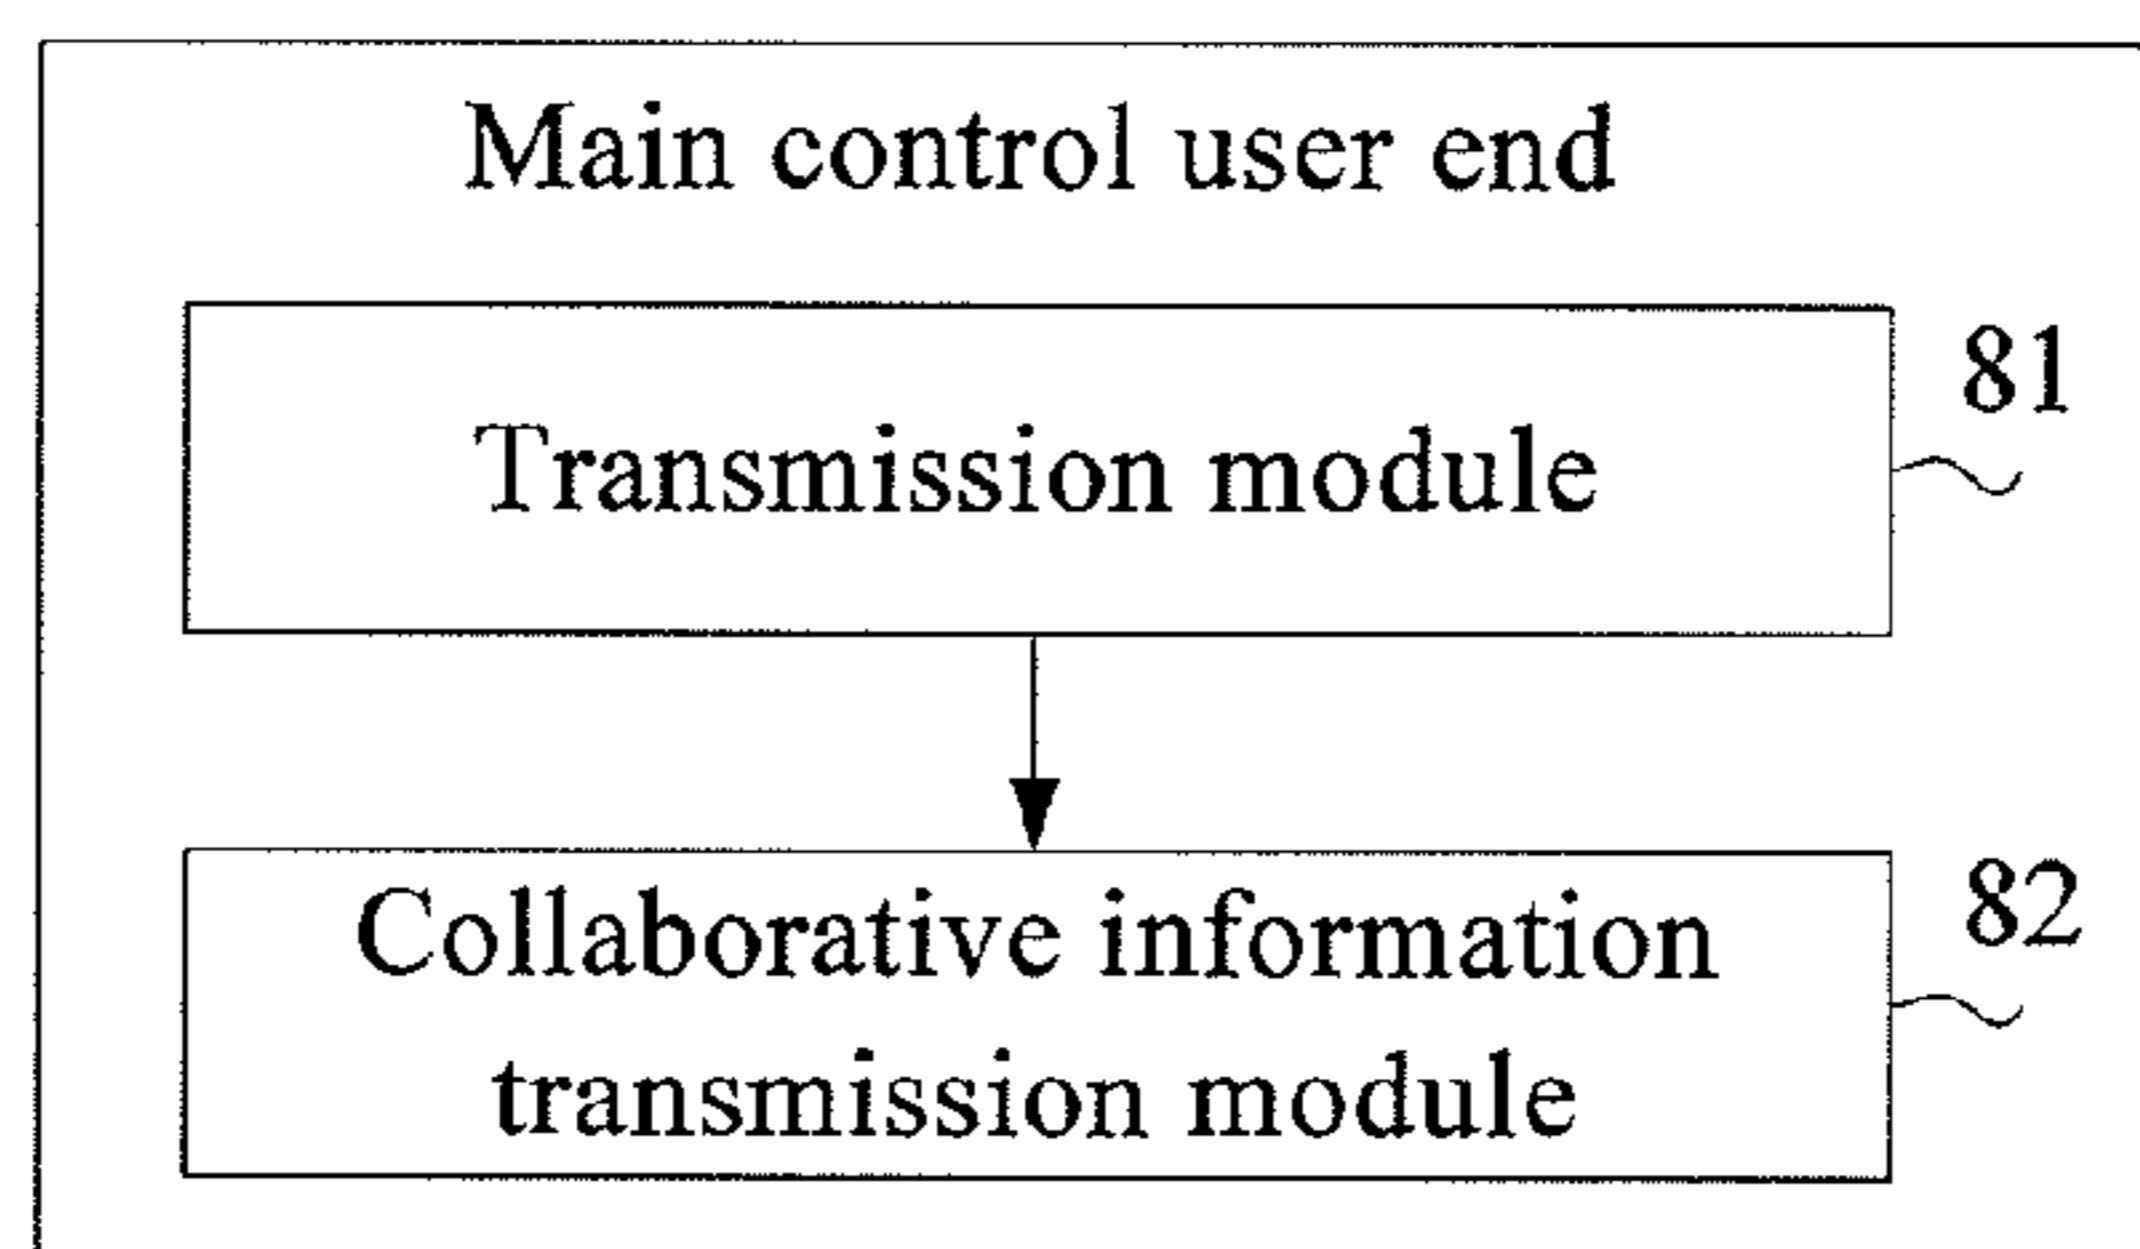 Main control user end
81
Transmission module
82
Collaborative information
transmission module